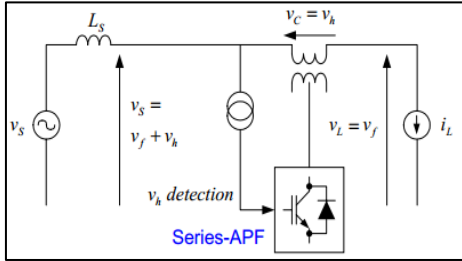 L_s
v_C = v_h
v_s
v_s =
v_f + v_h
v_L = v_f
i_L
v_h detection
Series-APF